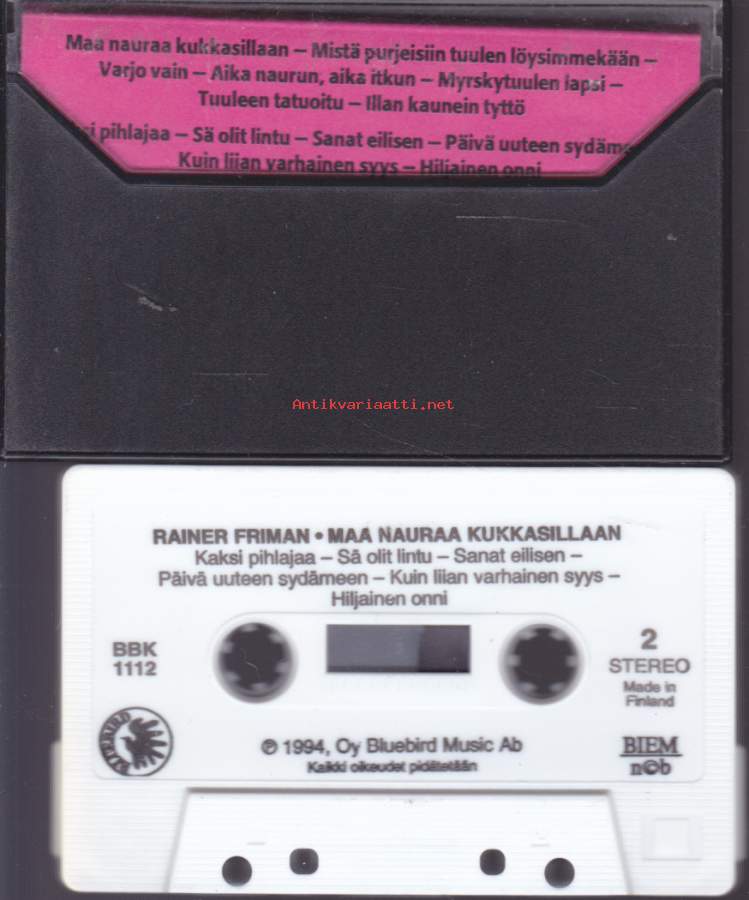 Maa nauraa kukkasillaan – Mistä purjeisiin tuulen löysimmekään –
Varjo vain – Aika naurun, aika itkun – Myrskytuulen lapsi –
Tuuleen tatuoitu – Illan kaunein tyttö
pihlajaa – Sä olit lintu – Sanat eilisen – Päivä uuteen
Kuin liian varhainen syys – Hiljainen onni
Antikvariaatti.net
RAINER FRIMAN • MAA NAURAA KUKKASILLAAN
Kaksi pihlajaa – Sä olit lintu – Sanat eilisen –
Päivä uuteen sydämeen – Kuin liian varhainen syys –
Hiljainen onni
BBK
1112
2
STEREO
Made in
Finland
BLUEBIRD
℗ 1994, Oy Bluebird Music Ab
Kaikki oikeudet pidätetään
BIEM
n©b